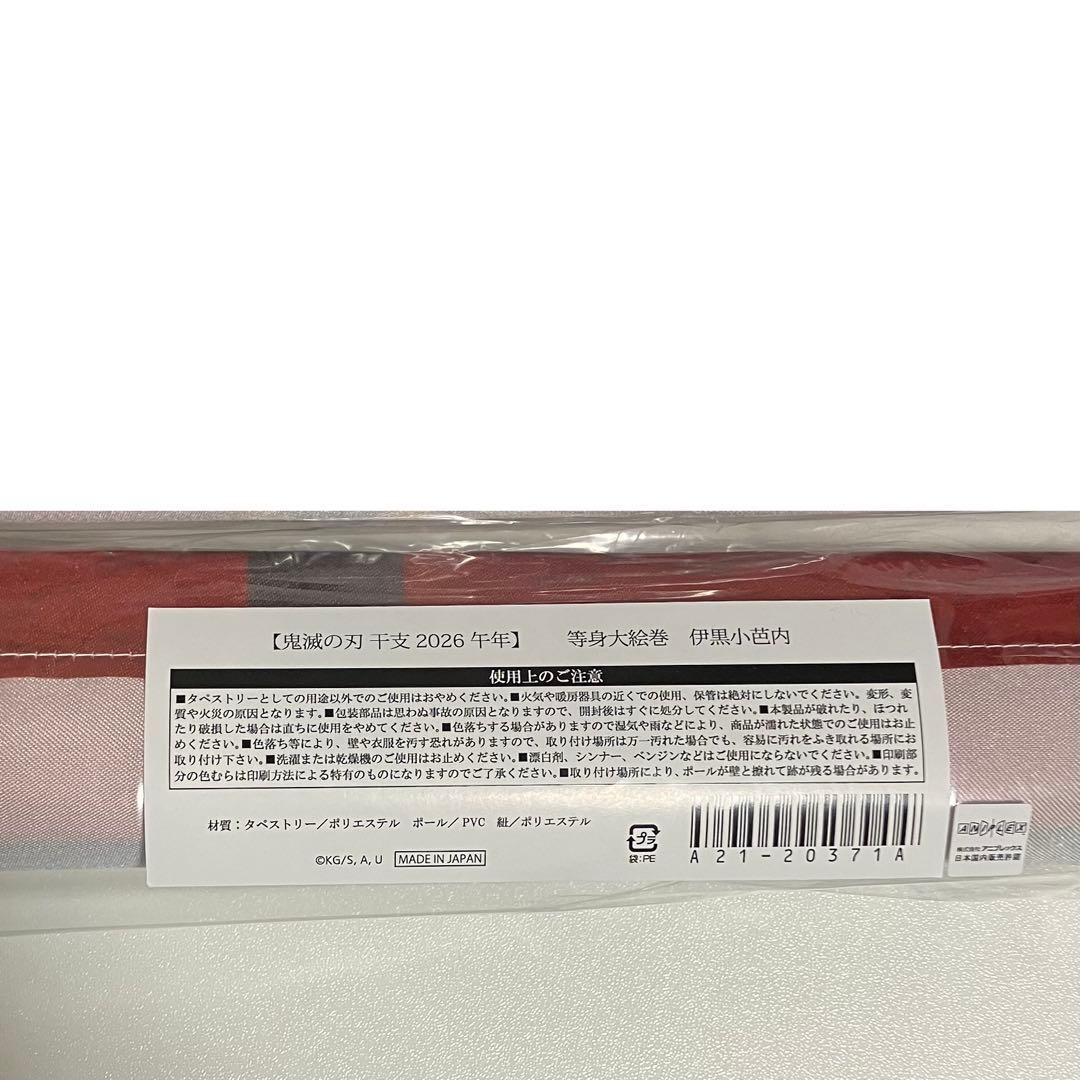 【鬼滅の刃 干支 2026 午年】　等身大絵巻　伊黒小芭内
使用上のご注意
■タペストリーとしての用途以外でのご使用はおやめください。■火気や暖房器具の近くでの使用、保管は絶対にしないでください。変形、変
質や火災の原因となります。■包装部品は思わぬ事故の原因となりますので、開封後はすぐに処分してください。■本製品が破れたり、ほつれ
たり破損した場合は直ちに使用をやめてください。■色落ちする場合がありますので湿気や雨などにより、商品が濡れた状態でのご使用はお止
めください。■色落ち等により、壁や衣服を汚す恐れがありますので、取り付け場所は万一汚れた場合でも、容易に汚れをふき取れる場所にお
取り付け下さい。■洗濯または乾燥機のご使用はお止めください。■漂白剤、シンナー、ベンジンなどはご使用にならないでください。■印刷部
分の色むらは印刷方法による特有のものになりますのでご了承ください。■取り付け場所により、ポールが壁と擦れて跡が残る場合があります。
材質：タペストリー／ポリエステル　ポール／PVC　紐／ポリエステル
©KG/S, A, U　MADE IN JAPAN
プラ
袋:PE
A21-20371A
ANIPLEX
株式会社アニプレックス
日本国内販売許諾